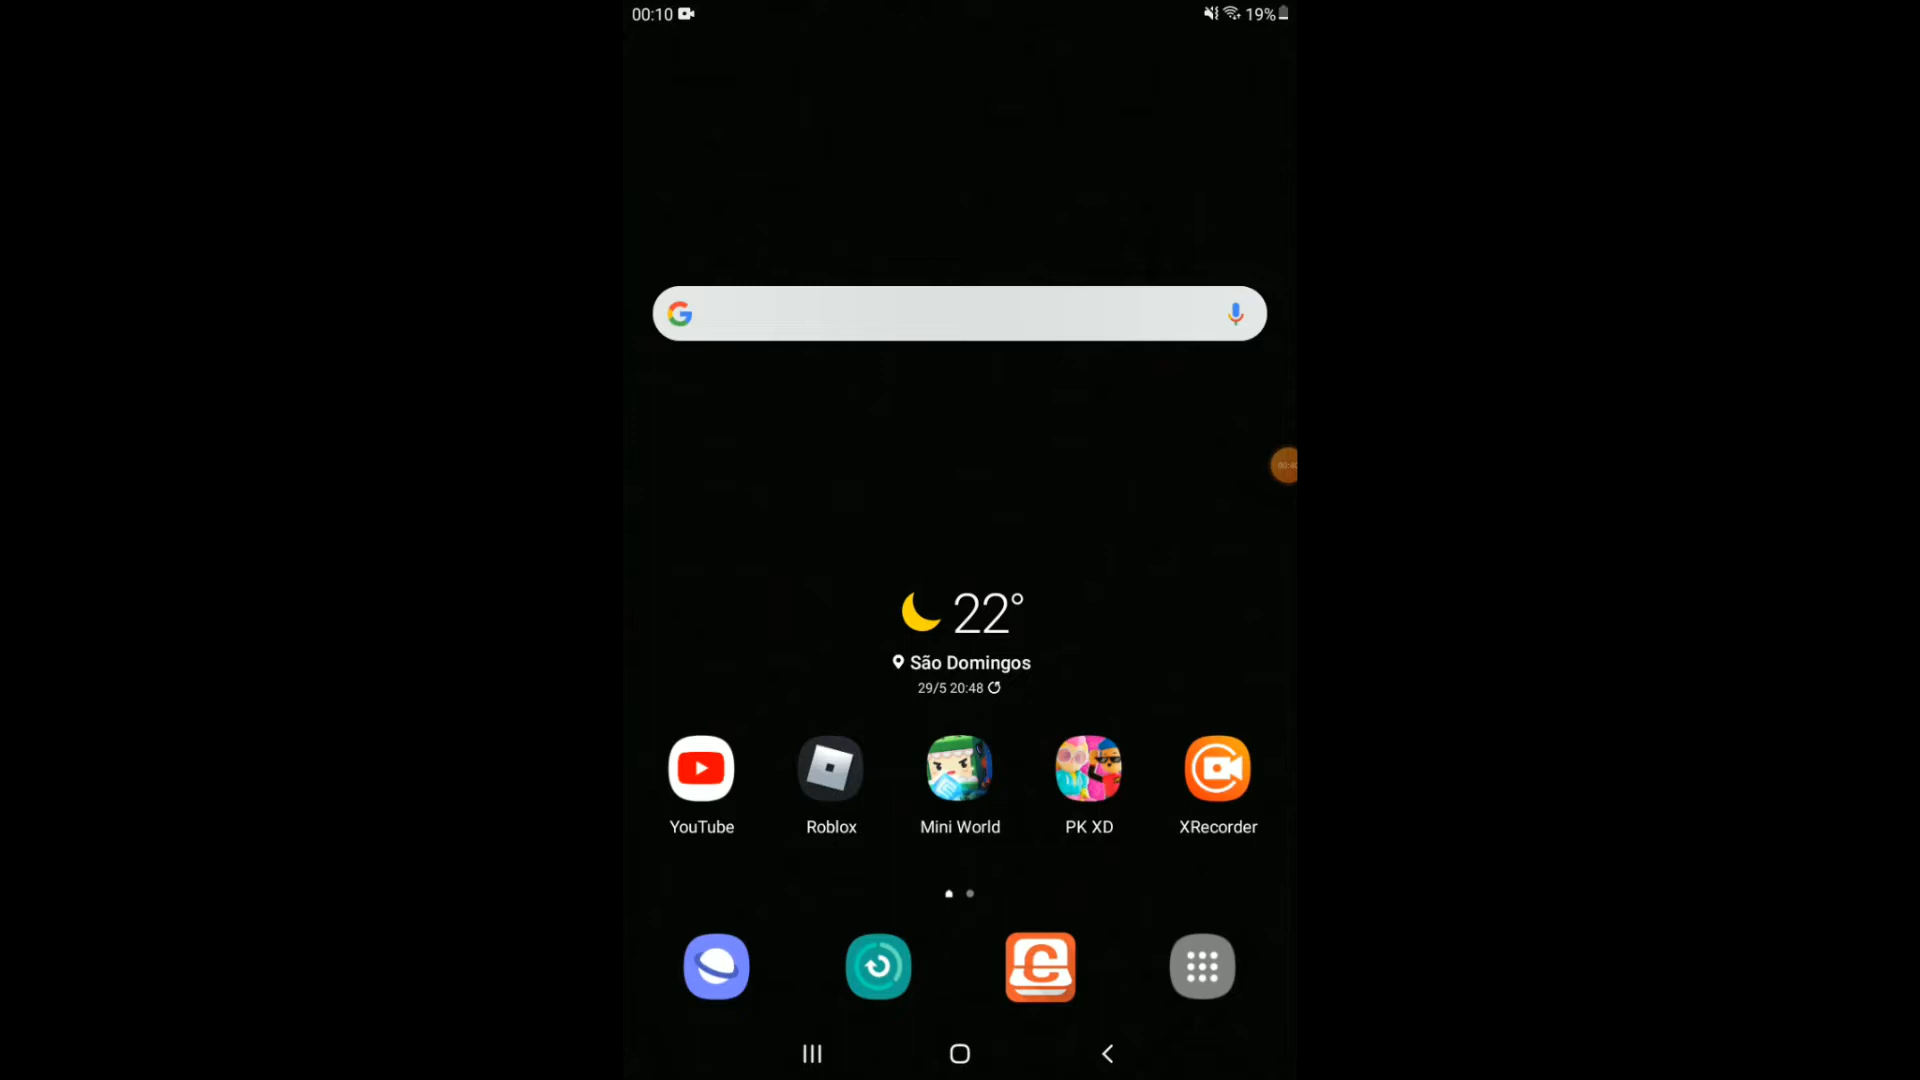 00:10
19%
22°
São Domingos
29/5 20:48
YouTube
Roblox
Mini World
PK XD
XRecorder